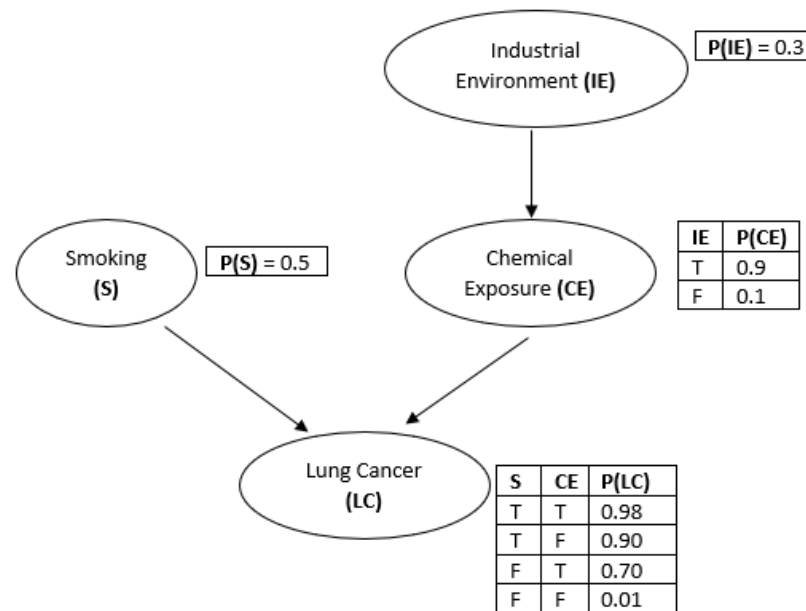 Industrial
Environment (IE)
P(IE) = 0.3
Smoking
(S)
P(S) = 0.5
Chemical
Exposure (CE)
IE P(CE)
T 0.9
F 0.1
Lung Cancer
(LC)
S CE P(LC)
T T 0.98
T F 0.90
F T 0.70
F F 0.01